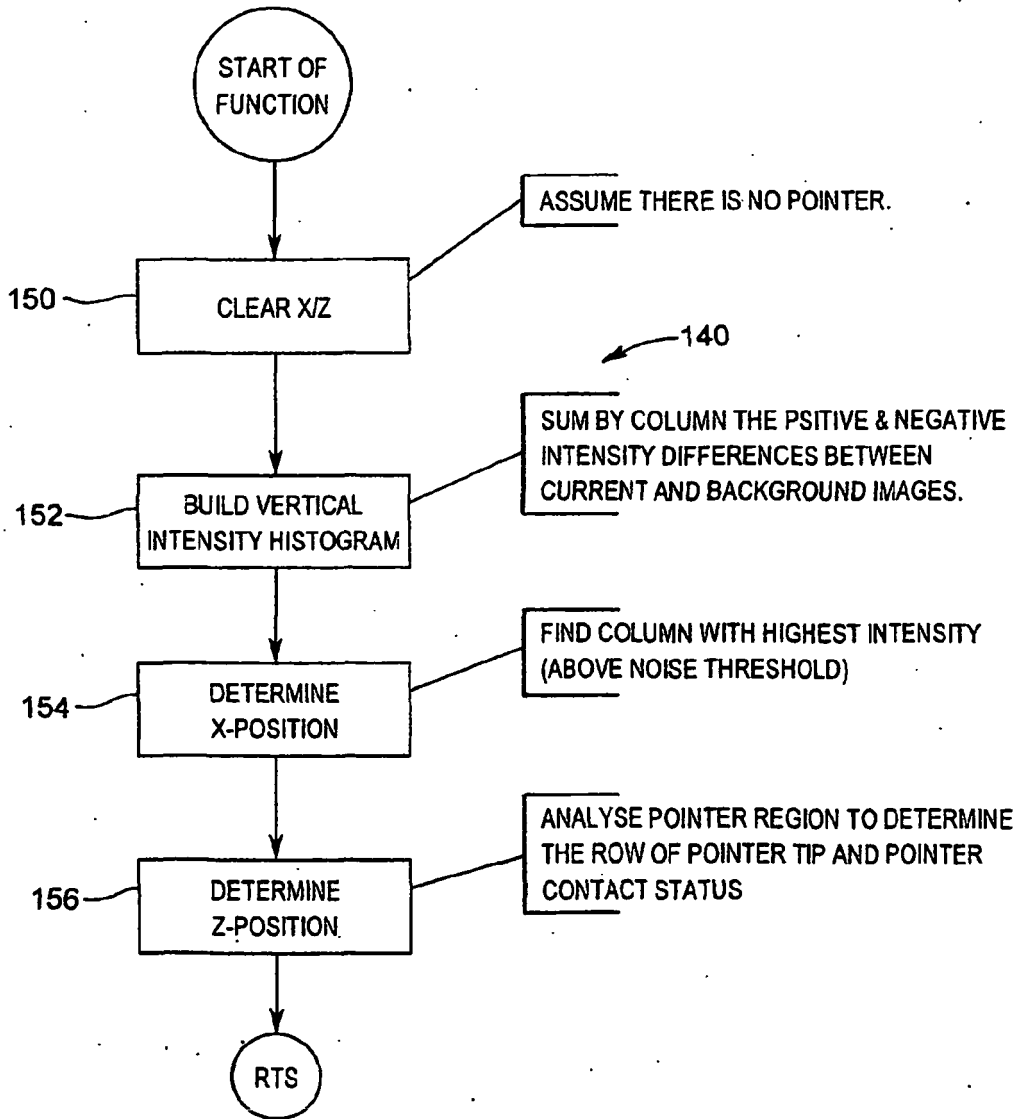 START OF
FUNCTION
ASSUME THERE IS NO POINTER.
150
CLEAR X/Z
140
SUM BY COLUMN THE PSITIVE & NEGATIVE
INTENSITY DIFFERENCES BETWEEN
CURRENT AND BACKGROUND IMAGES.
152
BUILD VERTICAL
INTENSITY HISTOGRAM
FIND COLUMN WITH HIGHEST INTENSITY
(ABOVE NOISE THRESHOLD)
154
DETERMINE
X-POSITION
ANALYSE POINTER REGION TO DETERMINE
THE ROW OF POINTER TIP AND POINTER
CONTACT STATUS
156
DETERMINE
Z-POSITION
RTS